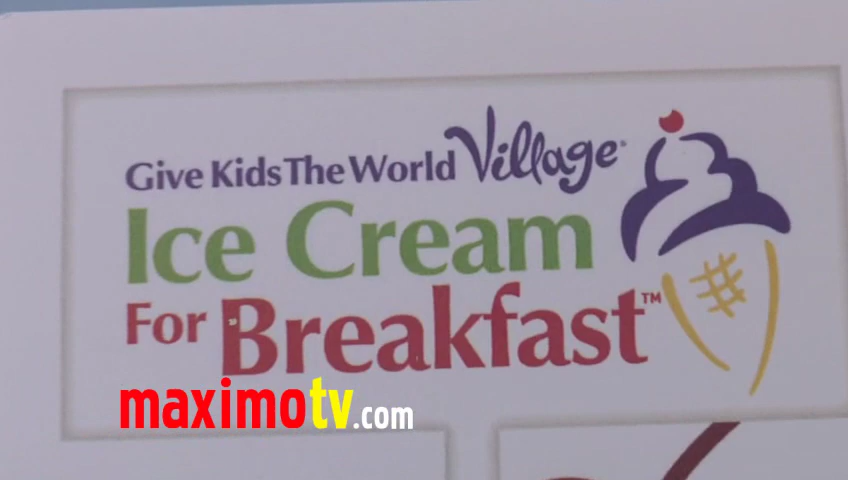 Give Kids The World Village®
Ice Cream
For Breakfast™
maximotv.com